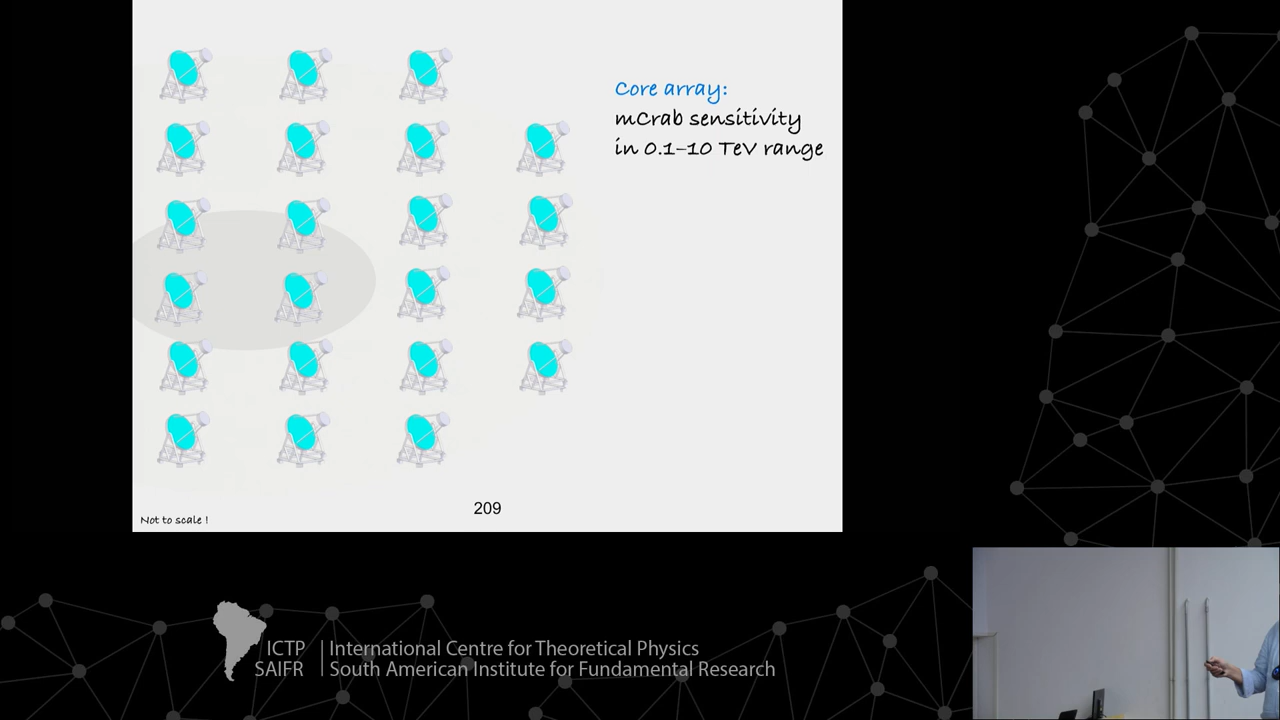 Core array:
mCrab sensitivity
in 0.1–10 TeV range
209
Not to scale !
ICTP
SAIFR
International Centre for Theoretical Physics
South American Institute for Fundamental Research